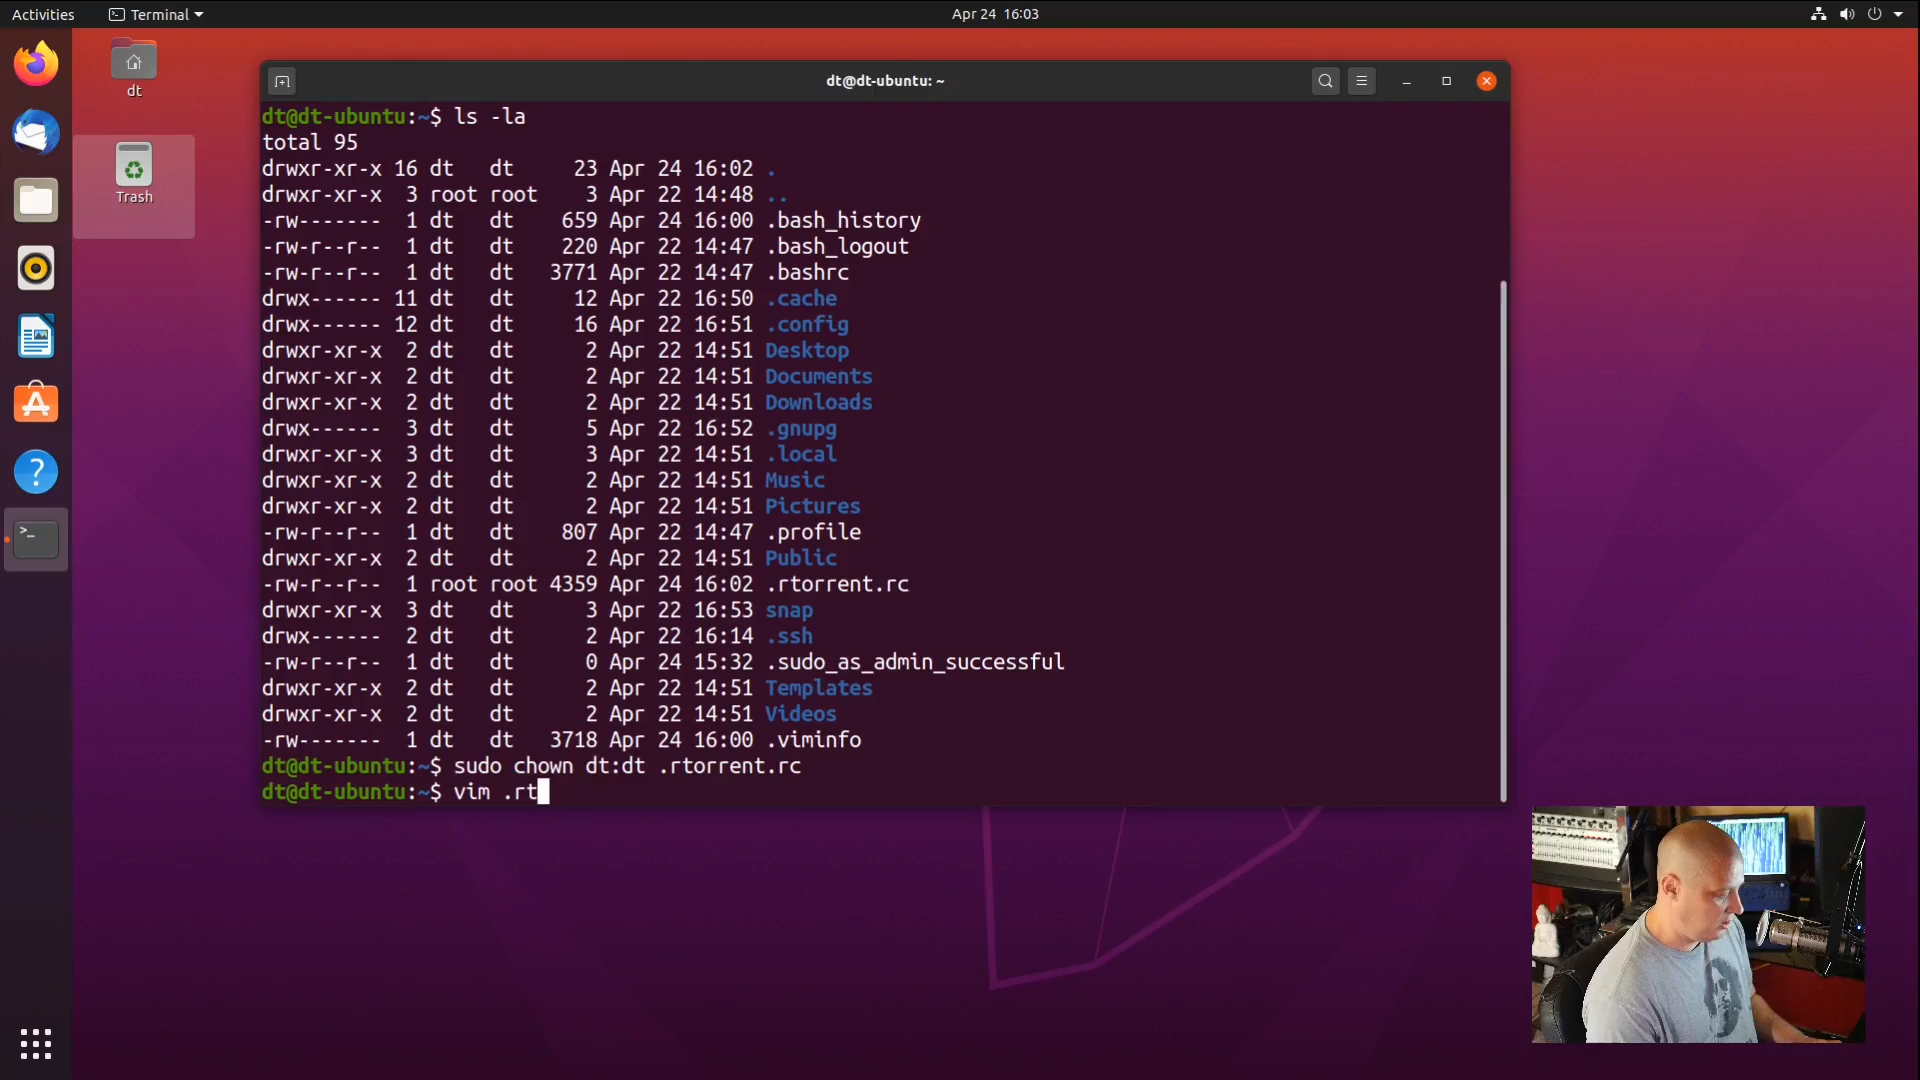 Activities
Terminal
Apr 24 16:03
dt
Trash
dt@dt-ubuntu: ~
dt@dt-ubuntu:~$ ls -la
total 95
drwxr-xr-x 16 dt   dt     23 Apr 24 16:02 .
drwxr-xr-x  3 root root    3 Apr 22 14:48 ..
-rw-------  1 dt   dt    659 Apr 24 16:00 .bash_history
-rw-r--r--  1 dt   dt    220 Apr 22 14:47 .bash_logout
-rw-r--r--  1 dt   dt   3771 Apr 22 14:47 .bashrc
drwx------ 11 dt   dt     12 Apr 22 16:50 .cache
drwx------ 12 dt   dt     16 Apr 22 16:51 .config
drwxr-xr-x  2 dt   dt      2 Apr 22 14:51 Desktop
drwxr-xr-x  2 dt   dt      2 Apr 22 14:51 Documents
drwxr-xr-x  2 dt   dt      2 Apr 22 14:51 Downloads
drwx------  3 dt   dt      5 Apr 22 16:52 .gnupg
drwxr-xr-x  3 dt   dt      3 Apr 22 14:51 .local
drwxr-xr-x  2 dt   dt      2 Apr 22 14:51 Music
drwxr-xr-x  2 dt   dt      2 Apr 22 14:51 Pictures
-rw-r--r--  1 dt   dt    807 Apr 22 14:47 .profile
drwxr-xr-x  2 dt   dt      2 Apr 22 14:51 Public
-rw-r--r--  1 root root 4359 Apr 24 16:02 .rtorrent.rc
drwxr-xr-x  3 dt   dt      3 Apr 22 16:53 snap
drwx------  2 dt   dt      2 Apr 22 16:14 .ssh
-rw-r--r--  1 dt   dt      0 Apr 24 15:32 .sudo_as_admin_successful
drwxr-xr-x  2 dt   dt      2 Apr 22 14:51 Templates
drwxr-xr-x  2 dt   dt      2 Apr 22 14:51 Videos
-rw-------  1 dt   dt   3718 Apr 24 16:00 .viminfo
dt@dt-ubuntu:~$ sudo chown dt:dt .rtorrent.rc
dt@dt-ubuntu:~$ vim .rt